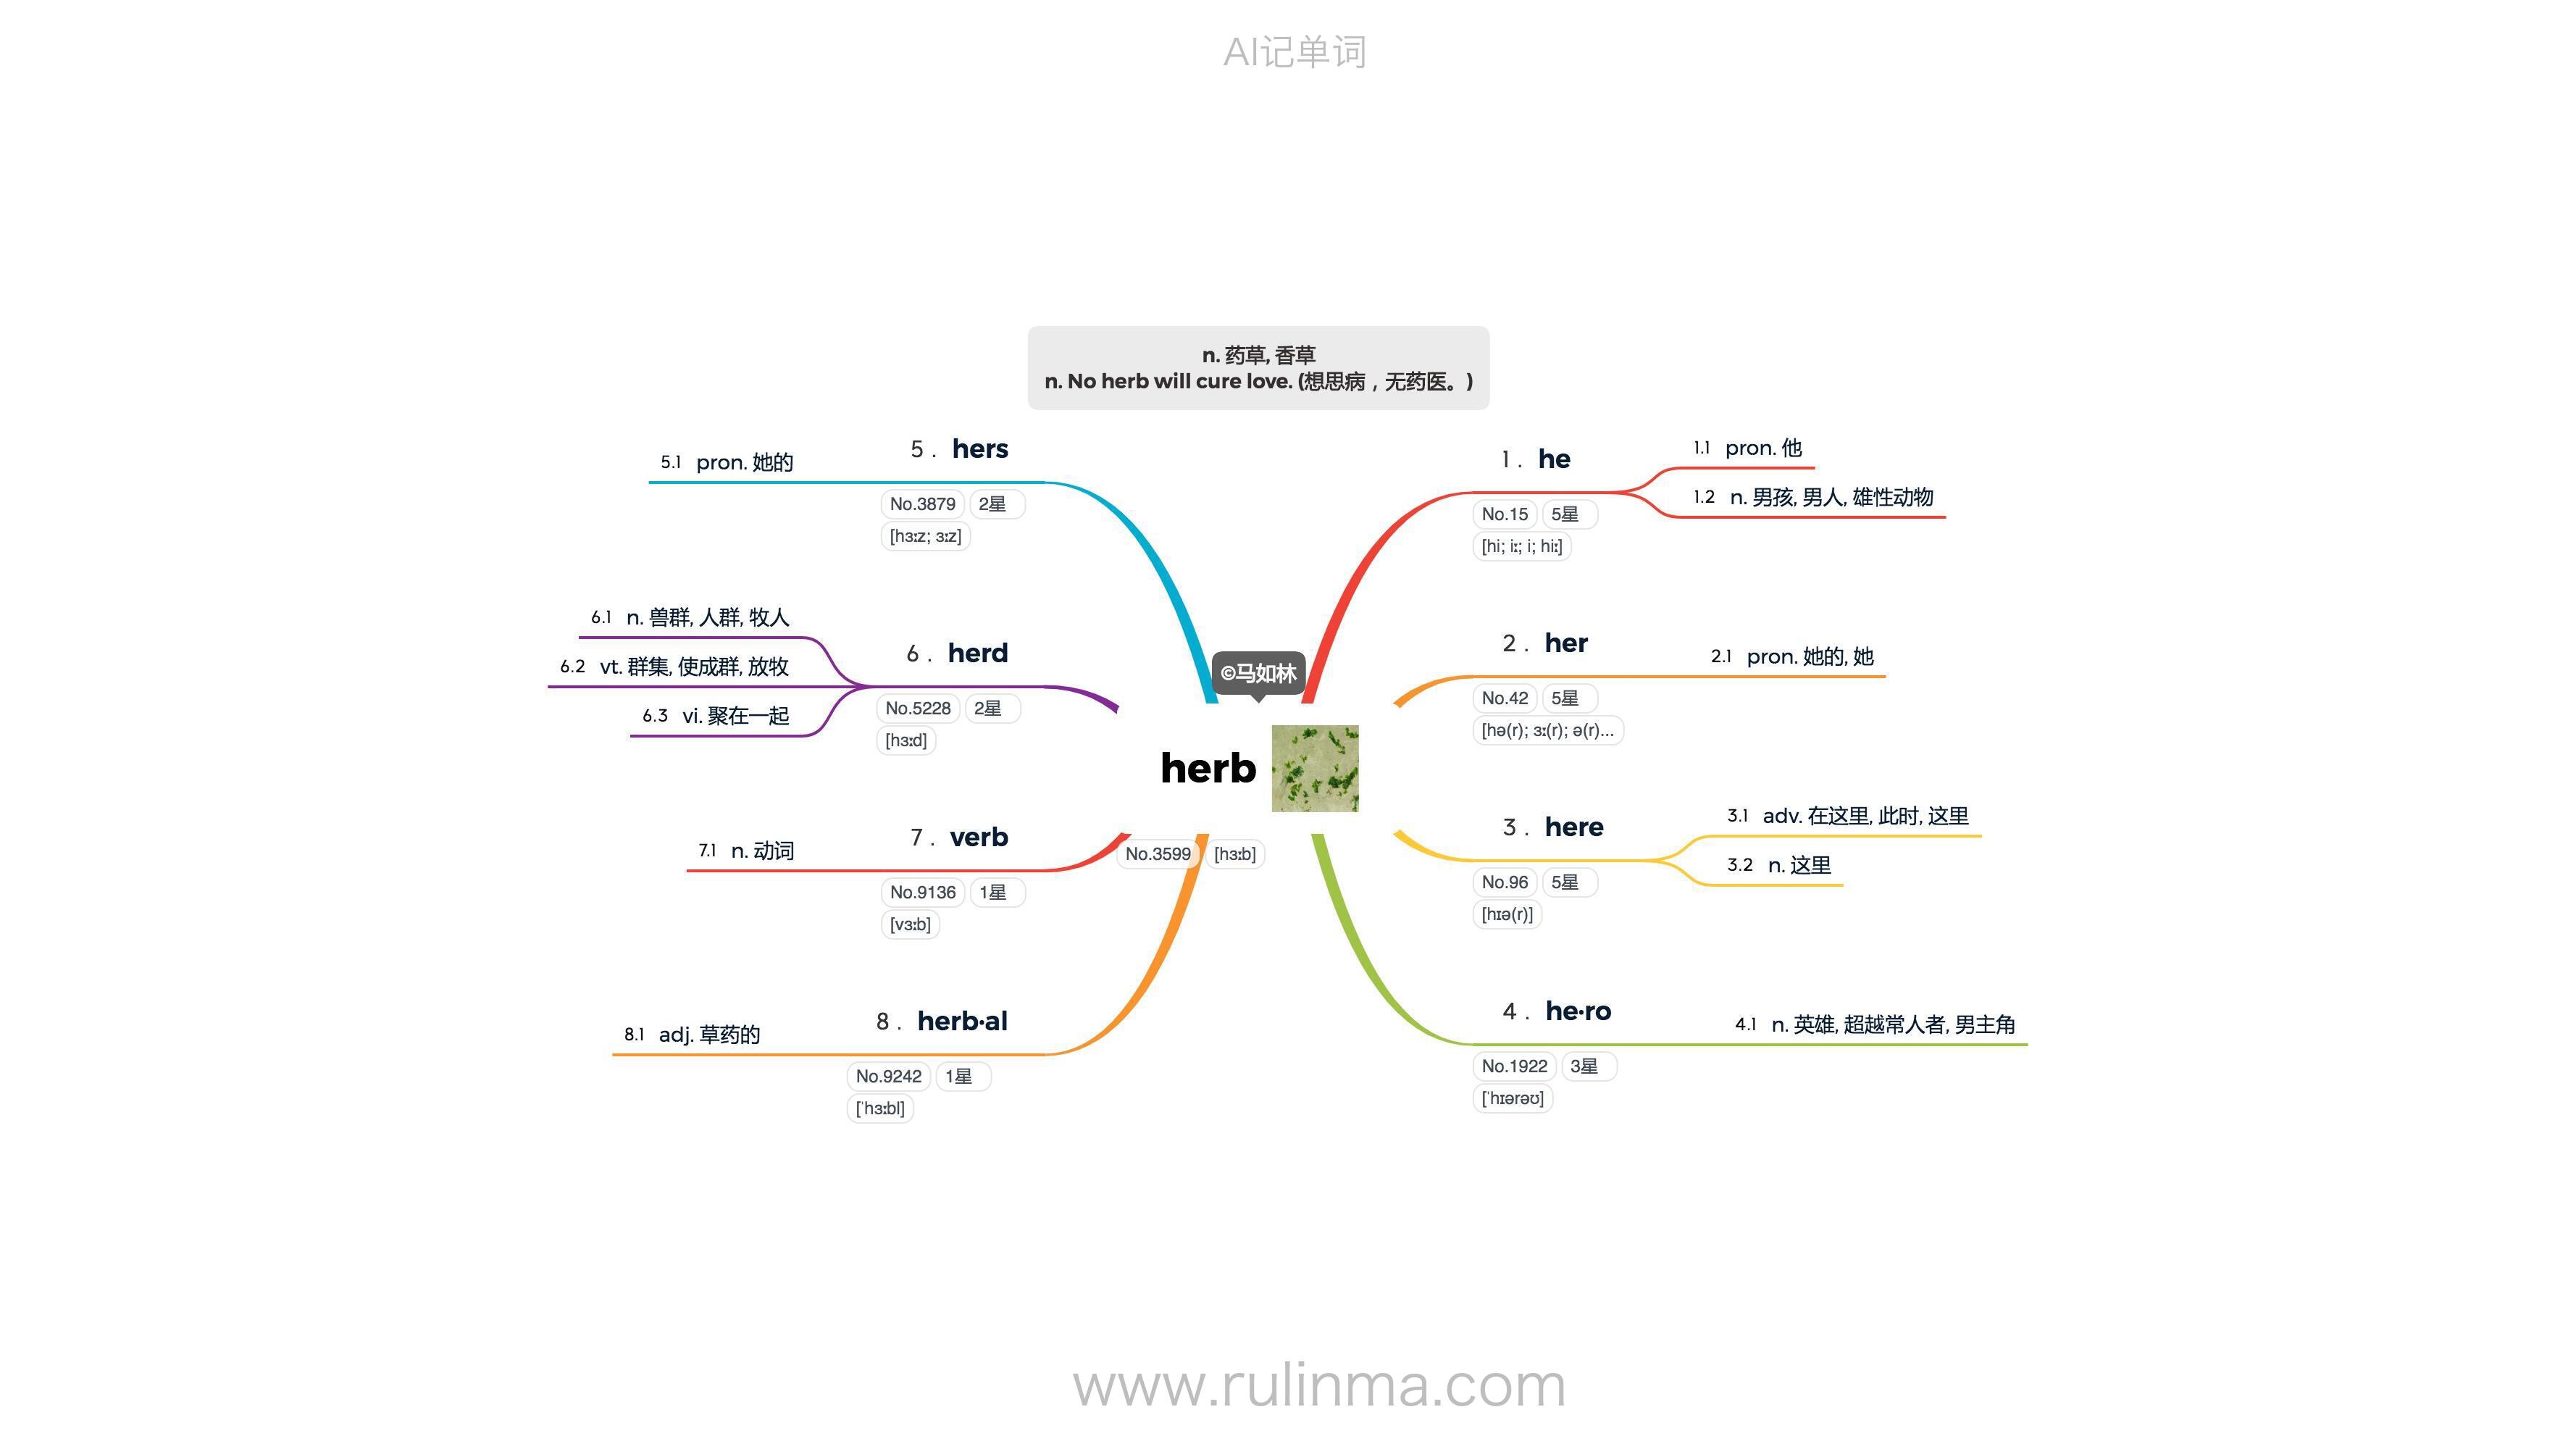 AI记单词
n. 药草, 香草
n. No herb will cure love. (想思病，无药医。)
©马如林
herb
No.3599 [hɜːb]
1 . he
No.15 5星
[hi; iː; i; hiː]
1.1 pron. 他
1.2 n. 男孩, 男人, 雄性动物
2 . her
No.42 5星
[hə(r); ɜː(r); ə(r)...
2.1 pron. 她的, 她
3 . here
No.96 5星
[hɪə(r)]
3.1 adv. 在这里, 此时, 这里
3.2 n. 这里
4 . he·ro
No.1922 3星
[ˈhɪərəʊ]
4.1 n. 英雄, 超越常人者, 男主角
5 . hers
No.3879 2星
[hɜːz; ɜːz]
5.1 pron. 她的
6 . herd
No.5228 2星
[hɜːd]
6.1 n. 兽群, 人群, 牧人
6.2 vt. 群集, 使成群, 放牧
6.3 vi. 聚在一起
7 . verb
No.9136 1星
[vɜːb]
7.1 n. 动词
8 . herb·al
No.9242 1星
[ˈhɜːbl]
8.1 adj. 草药的
www.rulinma.com